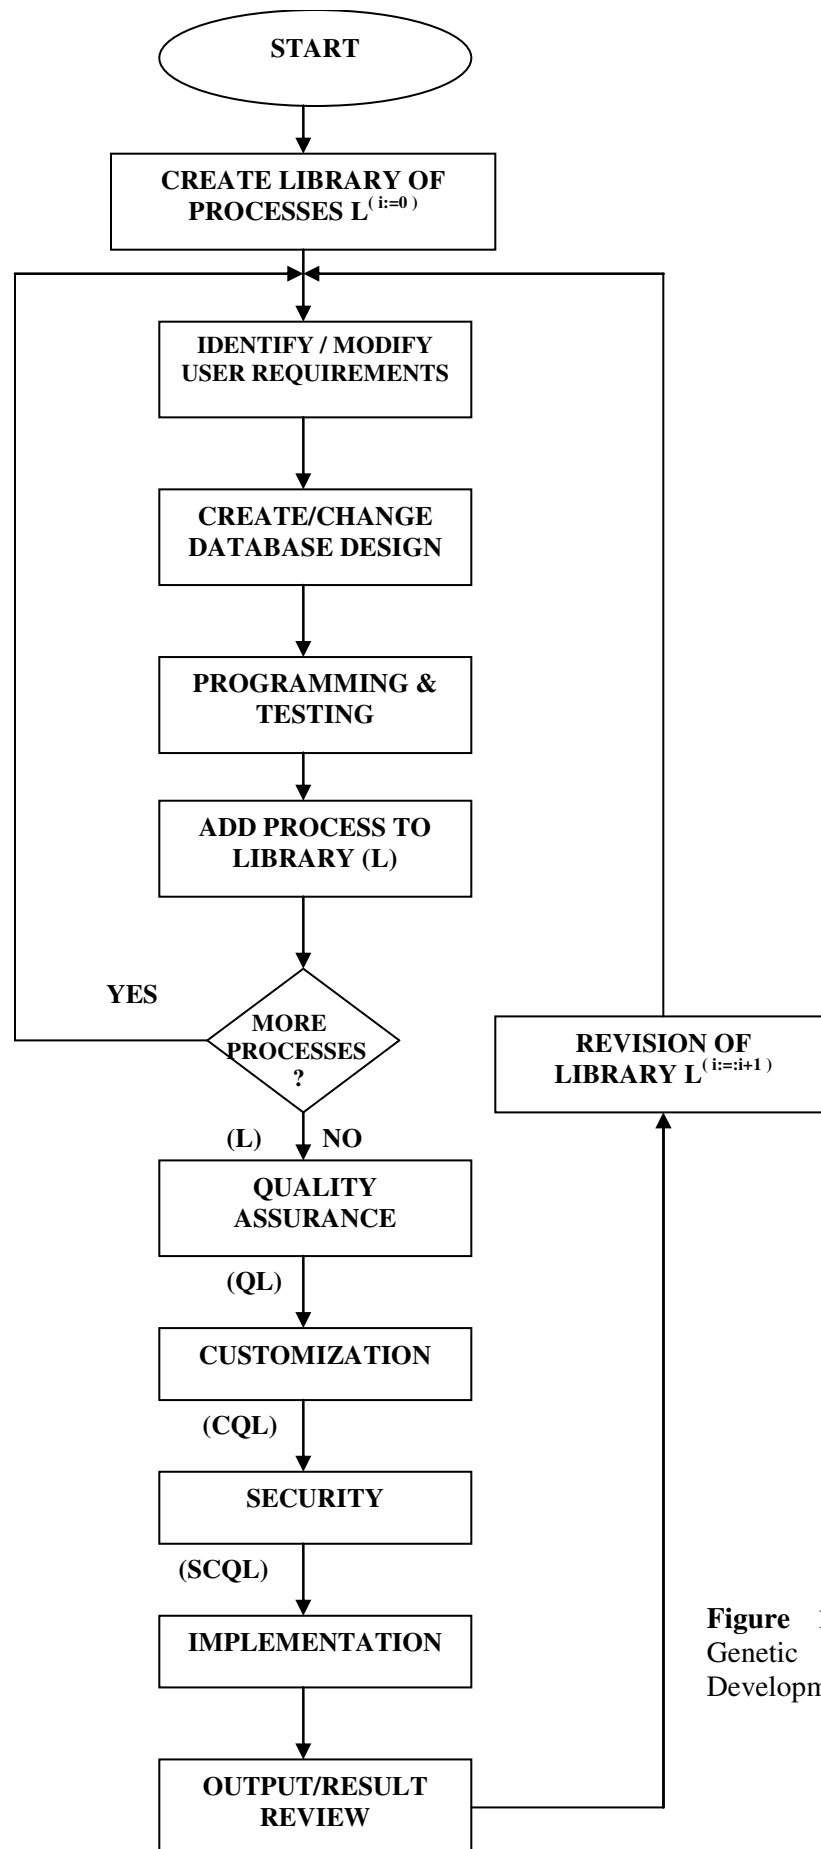 START
CREATE LIBRARY OF
PROCESSES L ( i:=0 )
IDENTIFY / MODIFY
USER REQUIREMENTS
CREATE/CHANGE
DATABASE DESIGN
PROGRAMMING &
TESTING
ADD PROCESS TO
LIBRARY (L)
YES
MORE
PROCESSES
?
REVISION OF
LIBRARY L ( i:=:i+1 )
(L) NO
QUALITY
ASSURANCE
(QL)
CUSTOMIZATION
(CQL)
SECURITY
(SCQL)
IMPLEMENTATION
Figure
Genetic
OUTPUT/RESULT
REVIEW